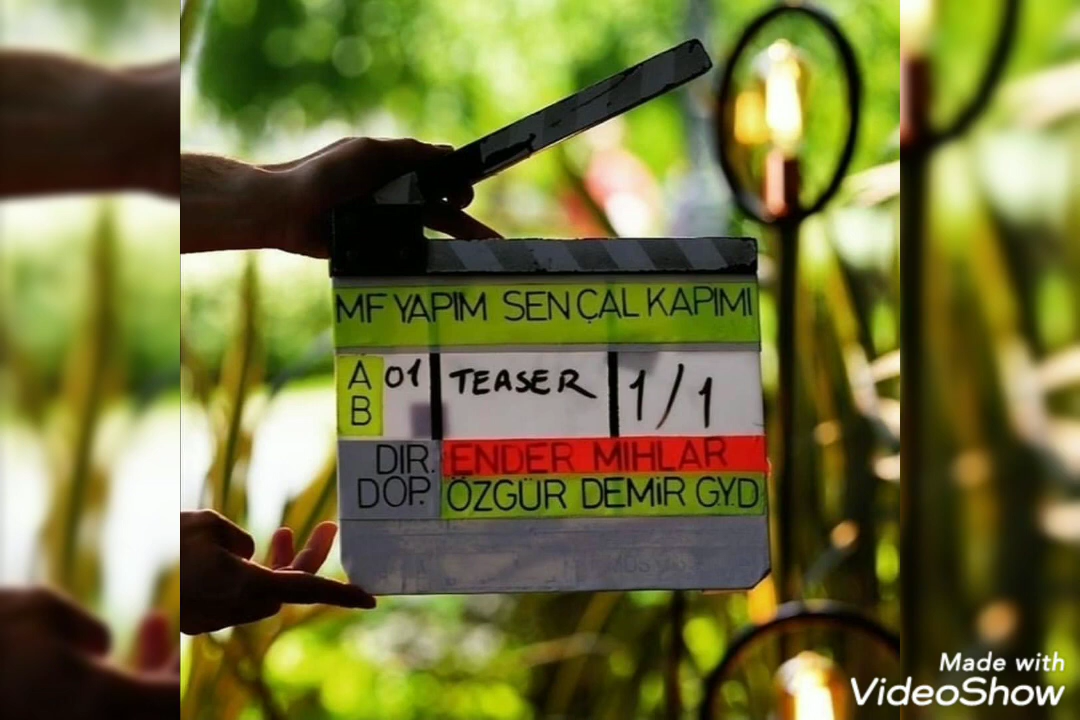 MF YAPIM SEN ÇAL KAPIMI
A 01 TEASER 1/1
B
DIR. ENDER MIHLAR
DOP. ÖZGÜR DEMİR GYD
Made with
VideoShow